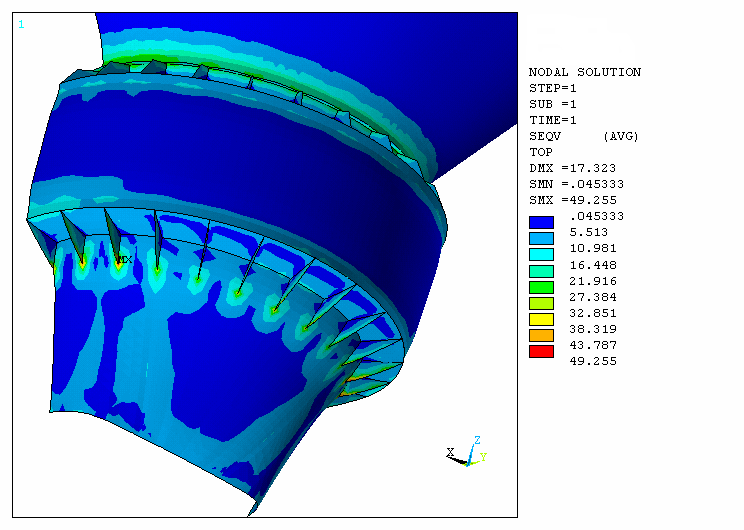 1
NODAL SOLUTION
STEP=1
SUB =1
TIME=1
SEQV (AVG)
TOP
DMX =17.323
SMN =.045333
SMX =49.255
.045333
5.513
10.981
16.448
21.916
27.384
32.851
38.319
43.787
49.255
MX
X
Z
Y